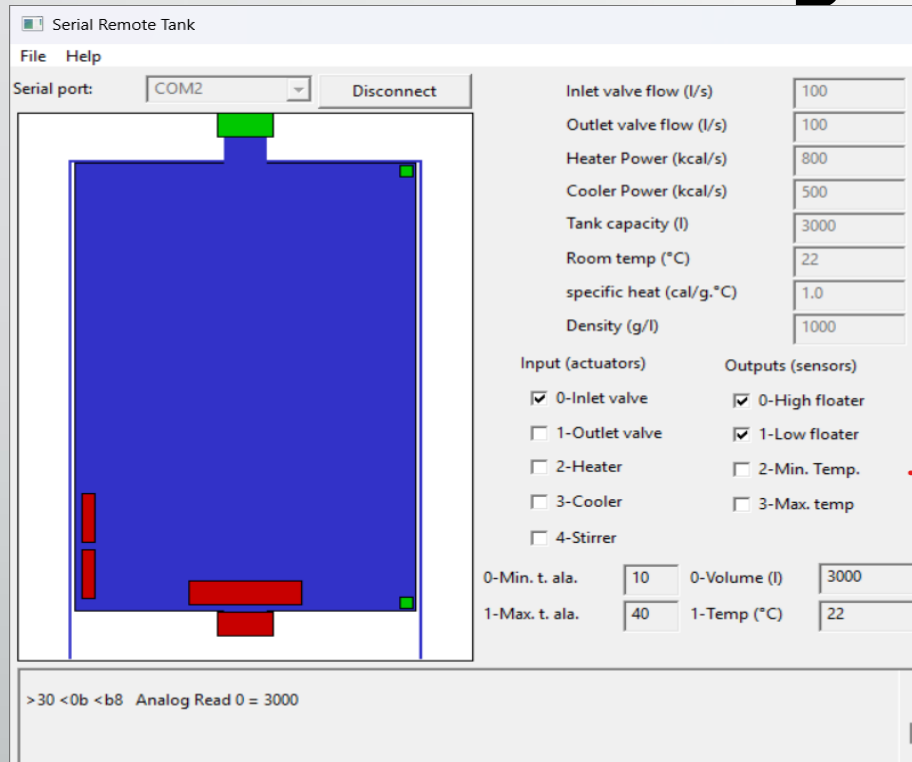 Serial Remote Tank
File Help
Serial port: COM2 Disconnect
Inlet valve flow (l/s) 100
Outlet valve flow (l/s) 100
Heater Power (kcal/s) 800
Cooler Power (kcal/s) 500
Tank capacity (l) 3000
Room temp (°C) 22
specific heat (cal/g.°C) 1.0
Density (g/l) 1000
Input (actuators) Outputs (sensors)
0-Inlet valve 0-High floater
1-Outlet valve 1-Low floater
2-Heater 2-Min. Temp.
3-Cooler 3-Max. temp
4-Stirrer
0-Min. t. ala. 10 0-Volume (l) 3000
1-Max. t. ala. 40 1-Temp (°C) 22
>30 <0b <b8 Analog Read 0 = 3000